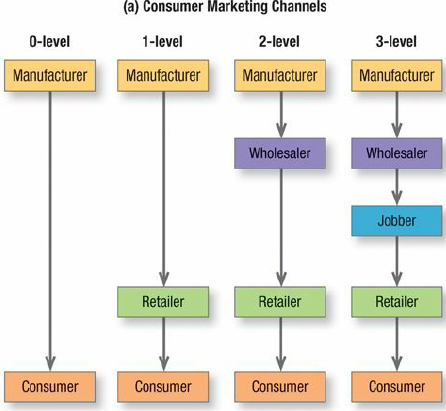 (a) Consumer Marketing Channels
0-level 1-level 2-level 3-level
Manufacturer Manufacturer Manufacturer Manufacturer
Wholesaler Wholesaler
Jobber
Retailer Retailer Retailer
Consumer Consumer Consumer Consumer